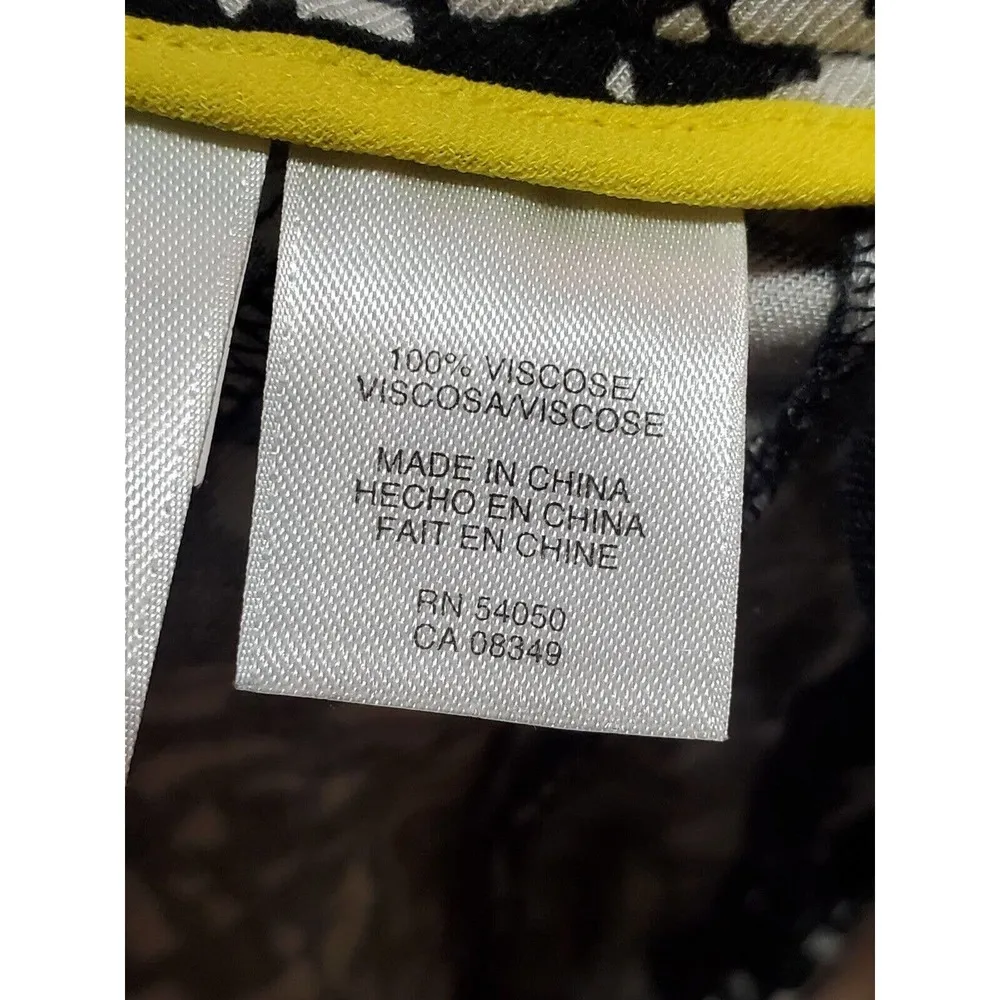 100% VISCOSE/
VISCOSA/VISCOSE
MADE IN CHINA
HECHO EN CHINA
FAIT EN CHINE
RN 54050
CA 08349